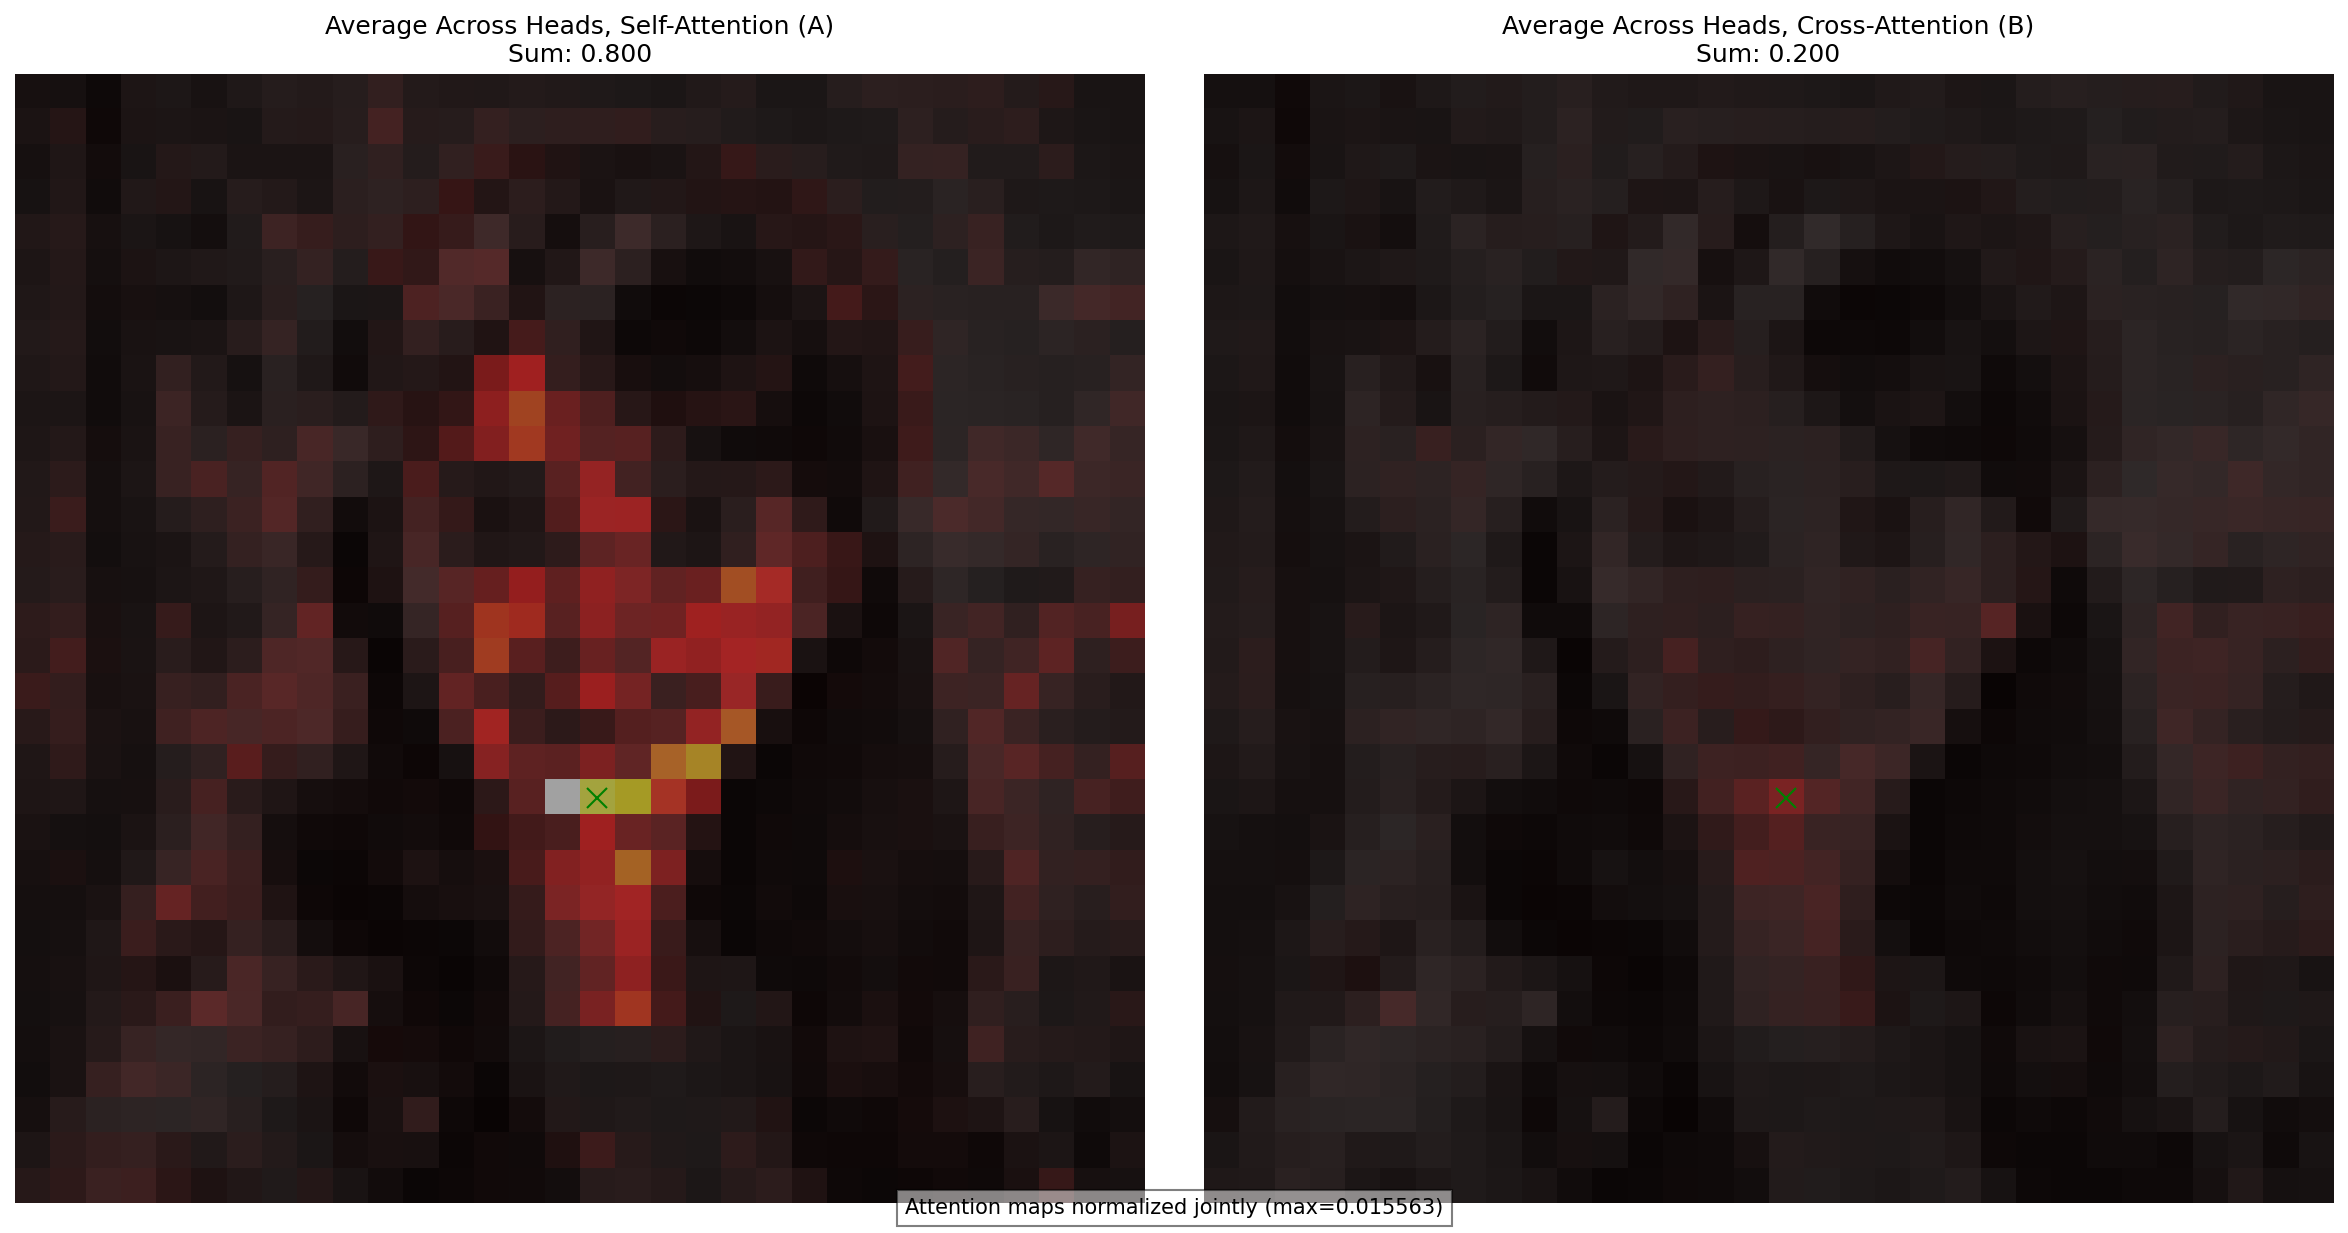 Average Across Heads, Self-Attention (A)
Sum: 0.800
Average Across Heads, Cross-Attention (B)
Sum: 0.200
Attention maps normalized jointly (max=0.015563)